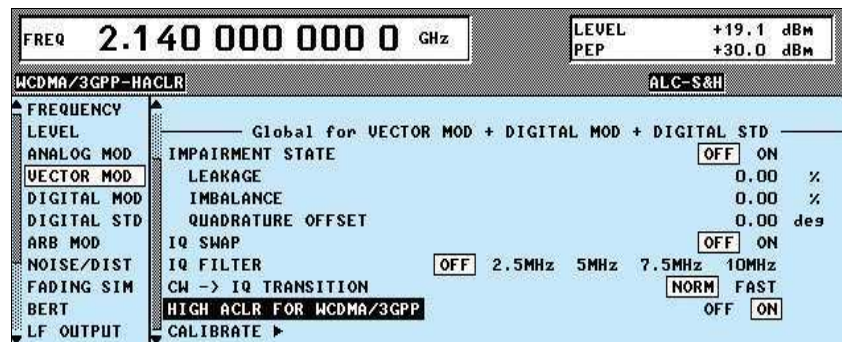 FREQ 2.140 000 000 0 GHz
LEVEL +19.1 dBm
PEP +30.0 dBm
WCDMA/3GPP-HACLR
ALC-S&H
FREQUENCY
LEVEL
ANALOG MOD
VECTOR MOD
DIGITAL MOD
DIGITAL STD
ARB MOD
NOISE/DIST
FADING SIM
BERT
LF OUTPUT
Global for VECTOR MOD + DIGITAL MOD + DIGITAL STD
IMPAIRMENT STATE OFF ON
LEAKAGE 0.00 %
IMBALANCE 0.00 %
QUADRATURE OFFSET 0.00 deg
IQ SWAP OFF ON
IQ FILTER OFF 2.5MHz 5MHz 7.5MHz 10MHz
CW -> IQ TRANSITION NORM FAST
HIGH ACLR FOR WCDMA/3GPP OFF ON
CALIBRATE ▶